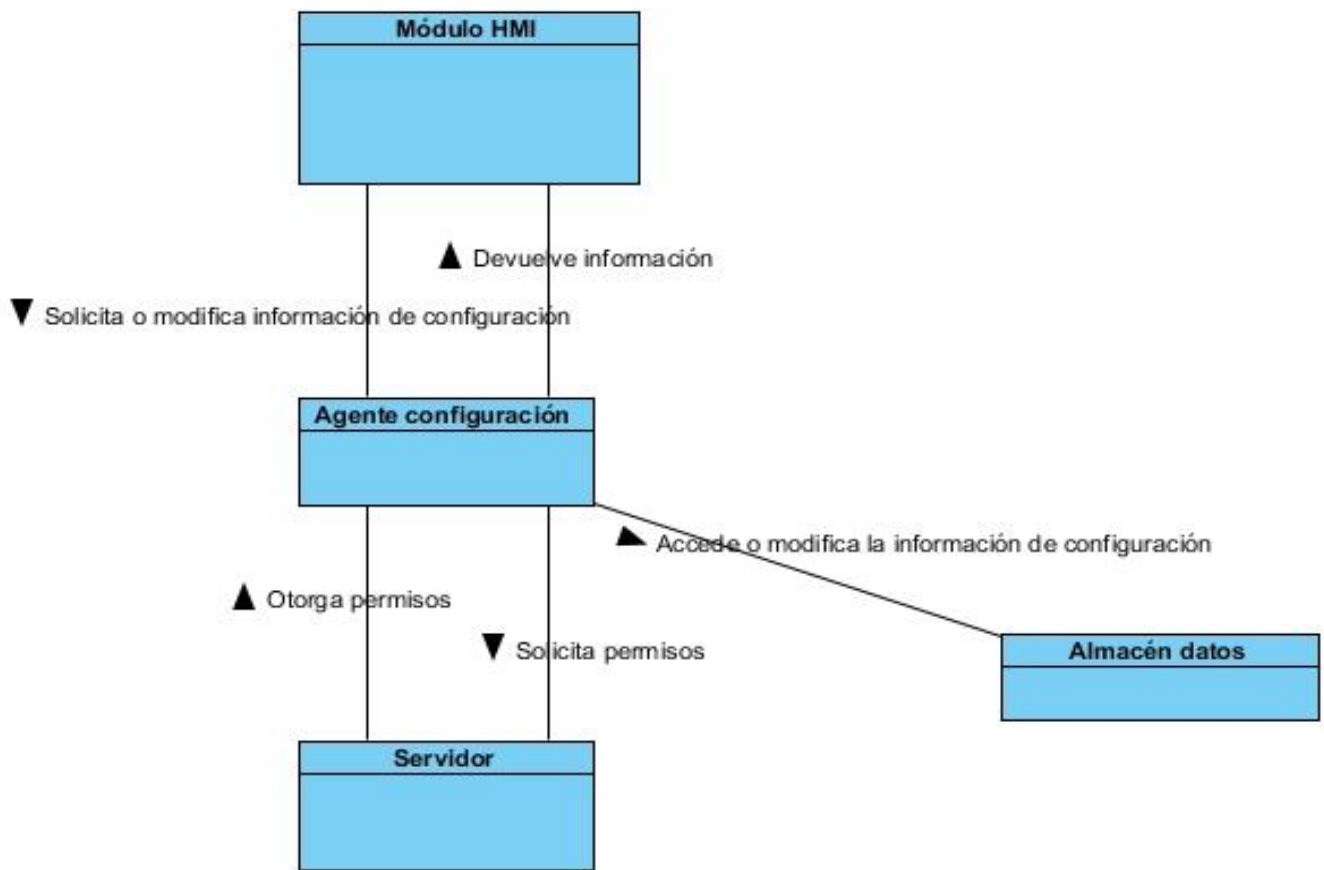 Módulo HMI
Devuelve información
Solicita o modifica información de configuración
Agente configuración
Accede o modifica la información de configuración
Otorga permisos
Solicita permisos
Almacén datos
Servidor